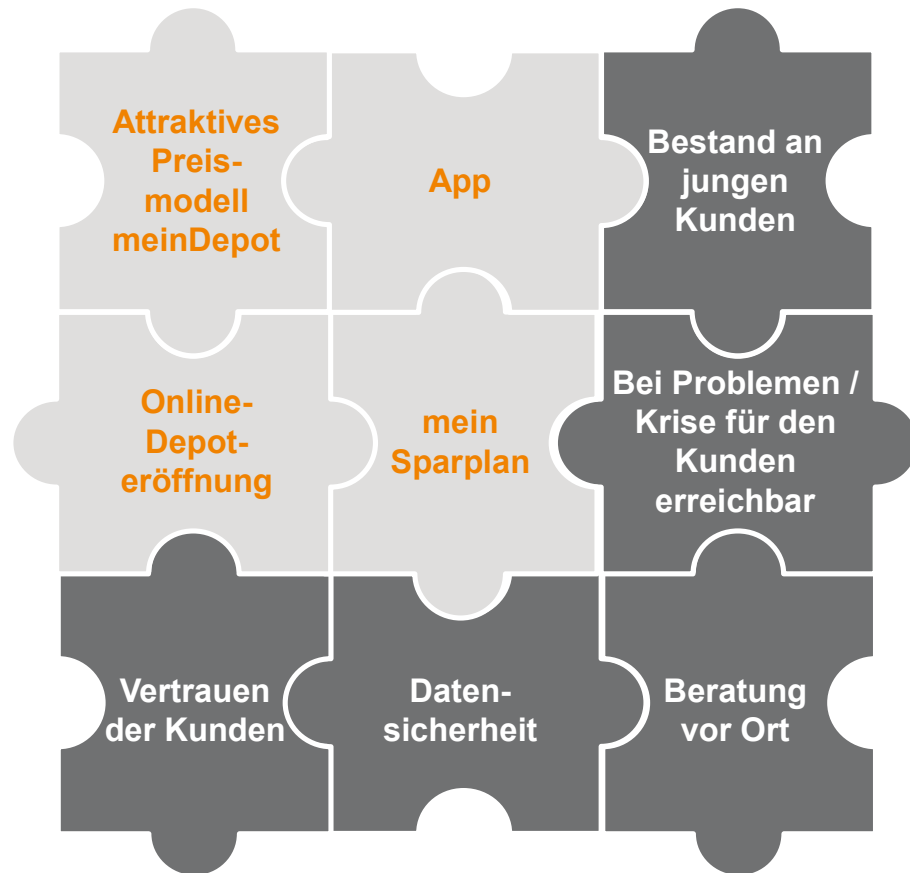 Attraktives
Preis-
modell
meinDepot
App
Bestand an
jungen
Kunden
Online-
Depot-
eröffnung
mein
Sparplan
Bei Problemen /
Krise für den
Kunden
erreichbar
Vertrauen
der Kunden
Daten-
sicherheit
Beratung
vor Ort